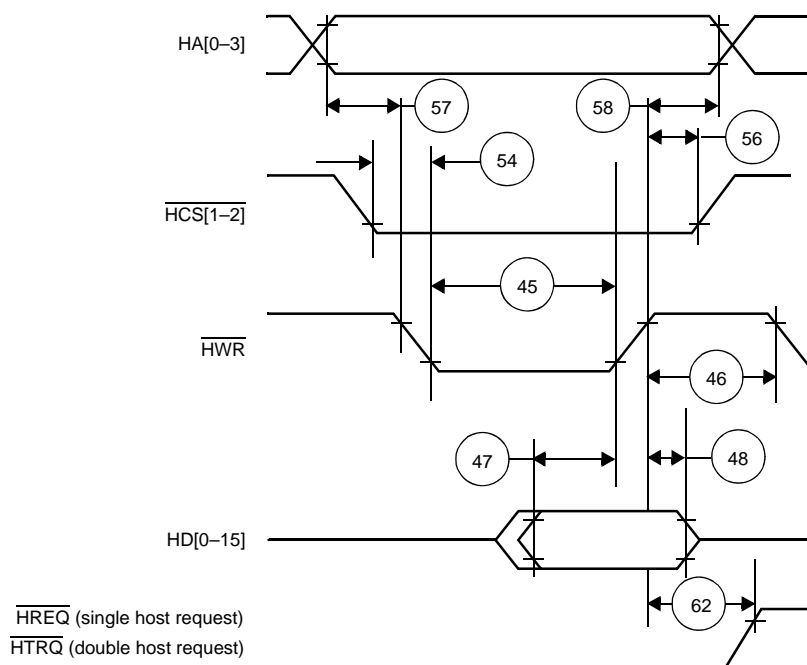 HA[0–3]
57
58
56
54
HCS[1–2]
45
HWR
46
47
48
HD[0–15]
62
HREQ (single host request)
HTRQ (double host request)